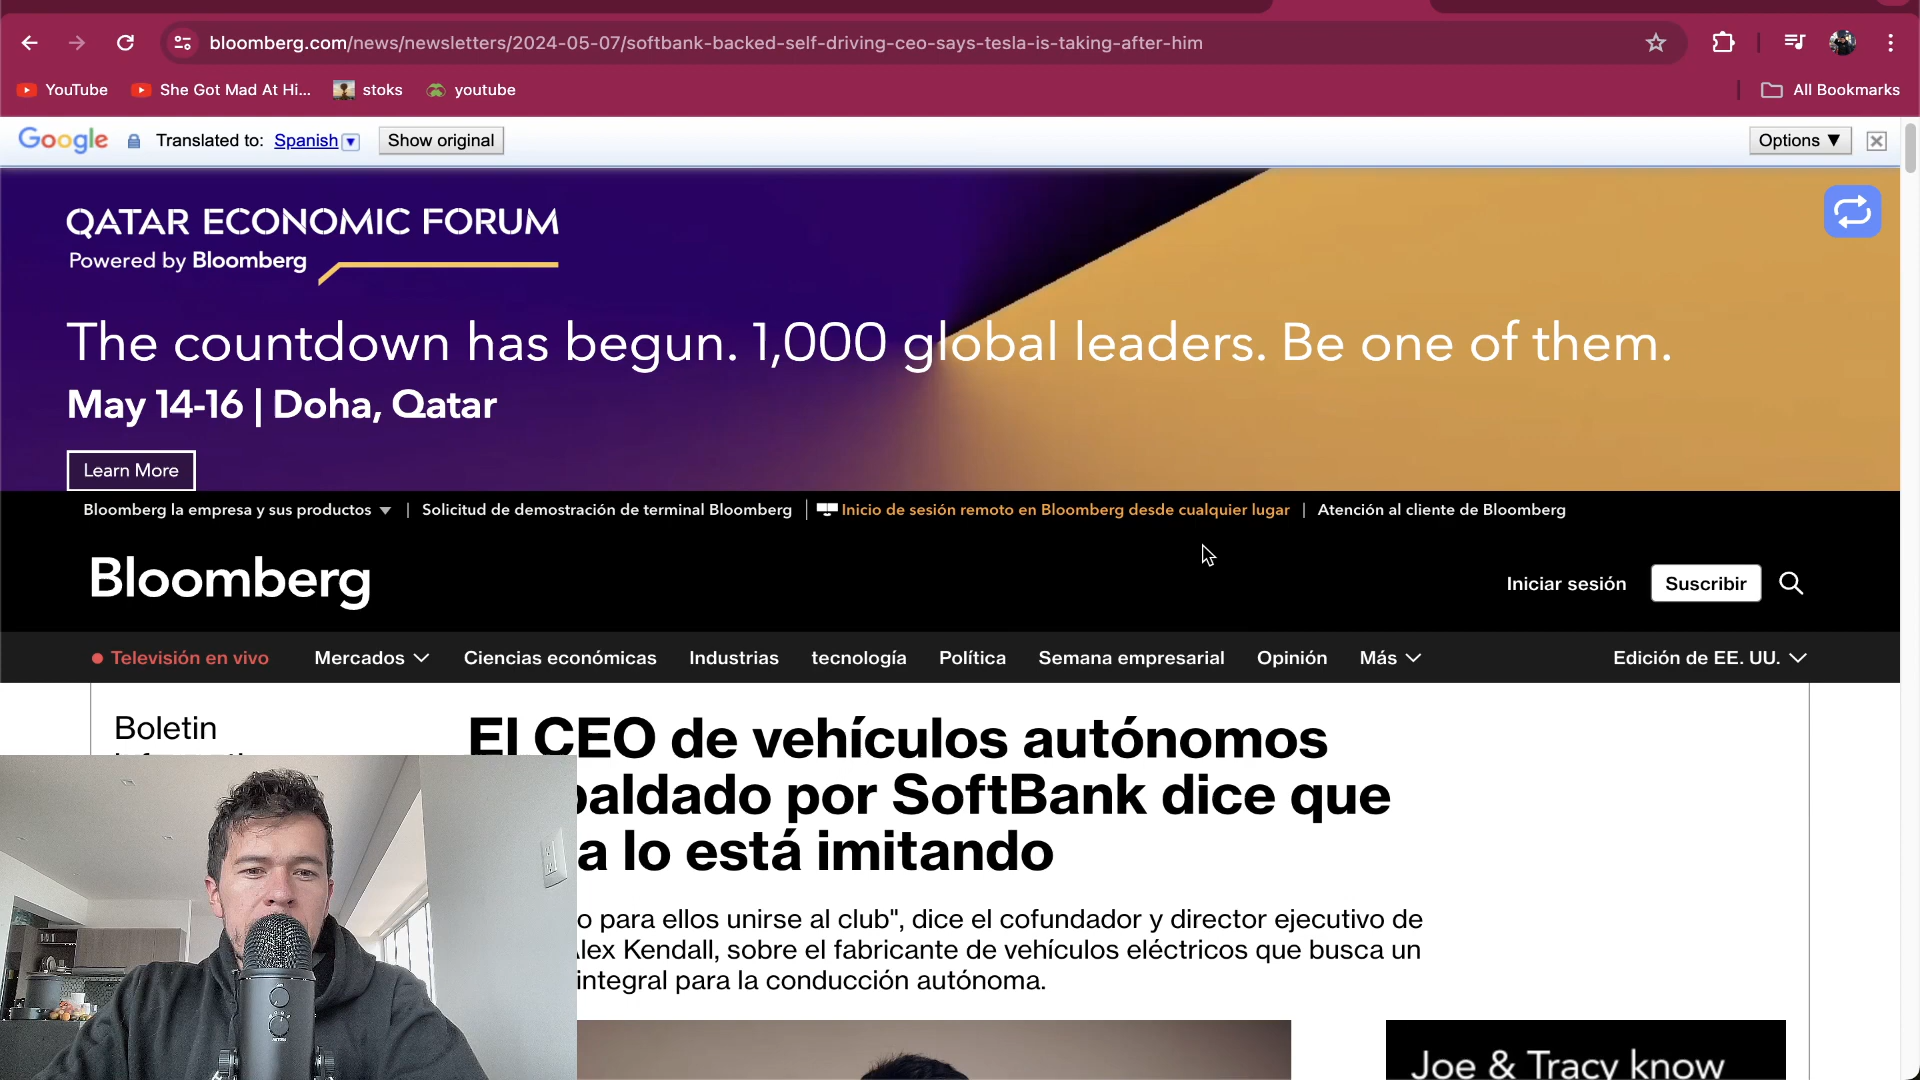 bloomberg.com/news/newsletters/2024-05-07/softbank-backed-self-driving-ceo-says-tesla-is-taking-after-him
YouTube
She Got Mad At Hi...
stoks
youtube
All Bookmarks
Google
Translated to: Spanish
Show original
Options ▼
QATAR ECONOMIC FORUM
Powered by Bloomberg
The countdown has begun. 1,000 global leaders. Be one of them.
May 14-16 | Doha, Qatar
Learn More
Bloomberg la empresa y sus productos ▼ | Solicitud de demostración de terminal Bloomberg | Inicio de sesión remoto en Bloomberg desde cualquier lugar | Atención al cliente de Bloomberg
Bloomberg
Iniciar sesión
Suscribir
Televisión en vivo
Mercados
Ciencias económicas
Industrias
tecnología
Política
Semana empresarial
Opinión
Más
Edición de EE. UU.
Boletin
El CEO de vehículos autónomos
paldado por SoftBank dice que
a lo está imitando
o para ellos unirse al club", dice el cofundador y director ejecutivo de
lex Kendall, sobre el fabricante de vehículos eléctricos que busca un
integral para la conducción autónoma.
Joe & Tracy know